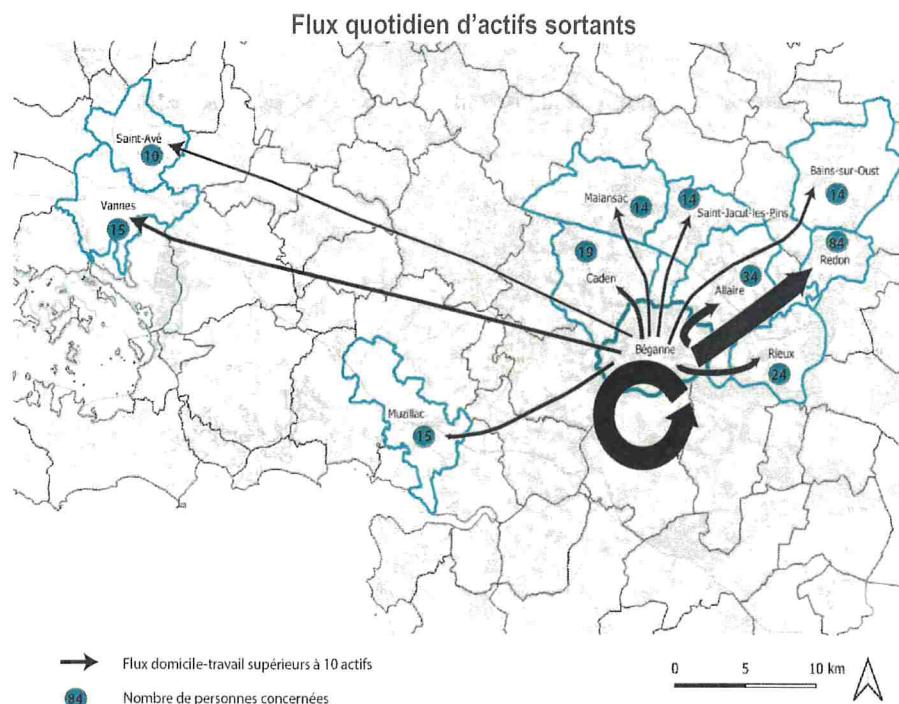 Flux quotidien d'actifs sortants
Saint-Avé
10
Vannes
15
Bains-sur-Oust
14
Malansac
14
14
Saint-Jacut-les-Pins
84
Redon
19
Caden
34
Allaire
Béganne
Rieux
24
Muzillac
15
Flux domicile-travail supérieurs à 10 actifs
0 5 10 km
84
Nombre de personnes concernées